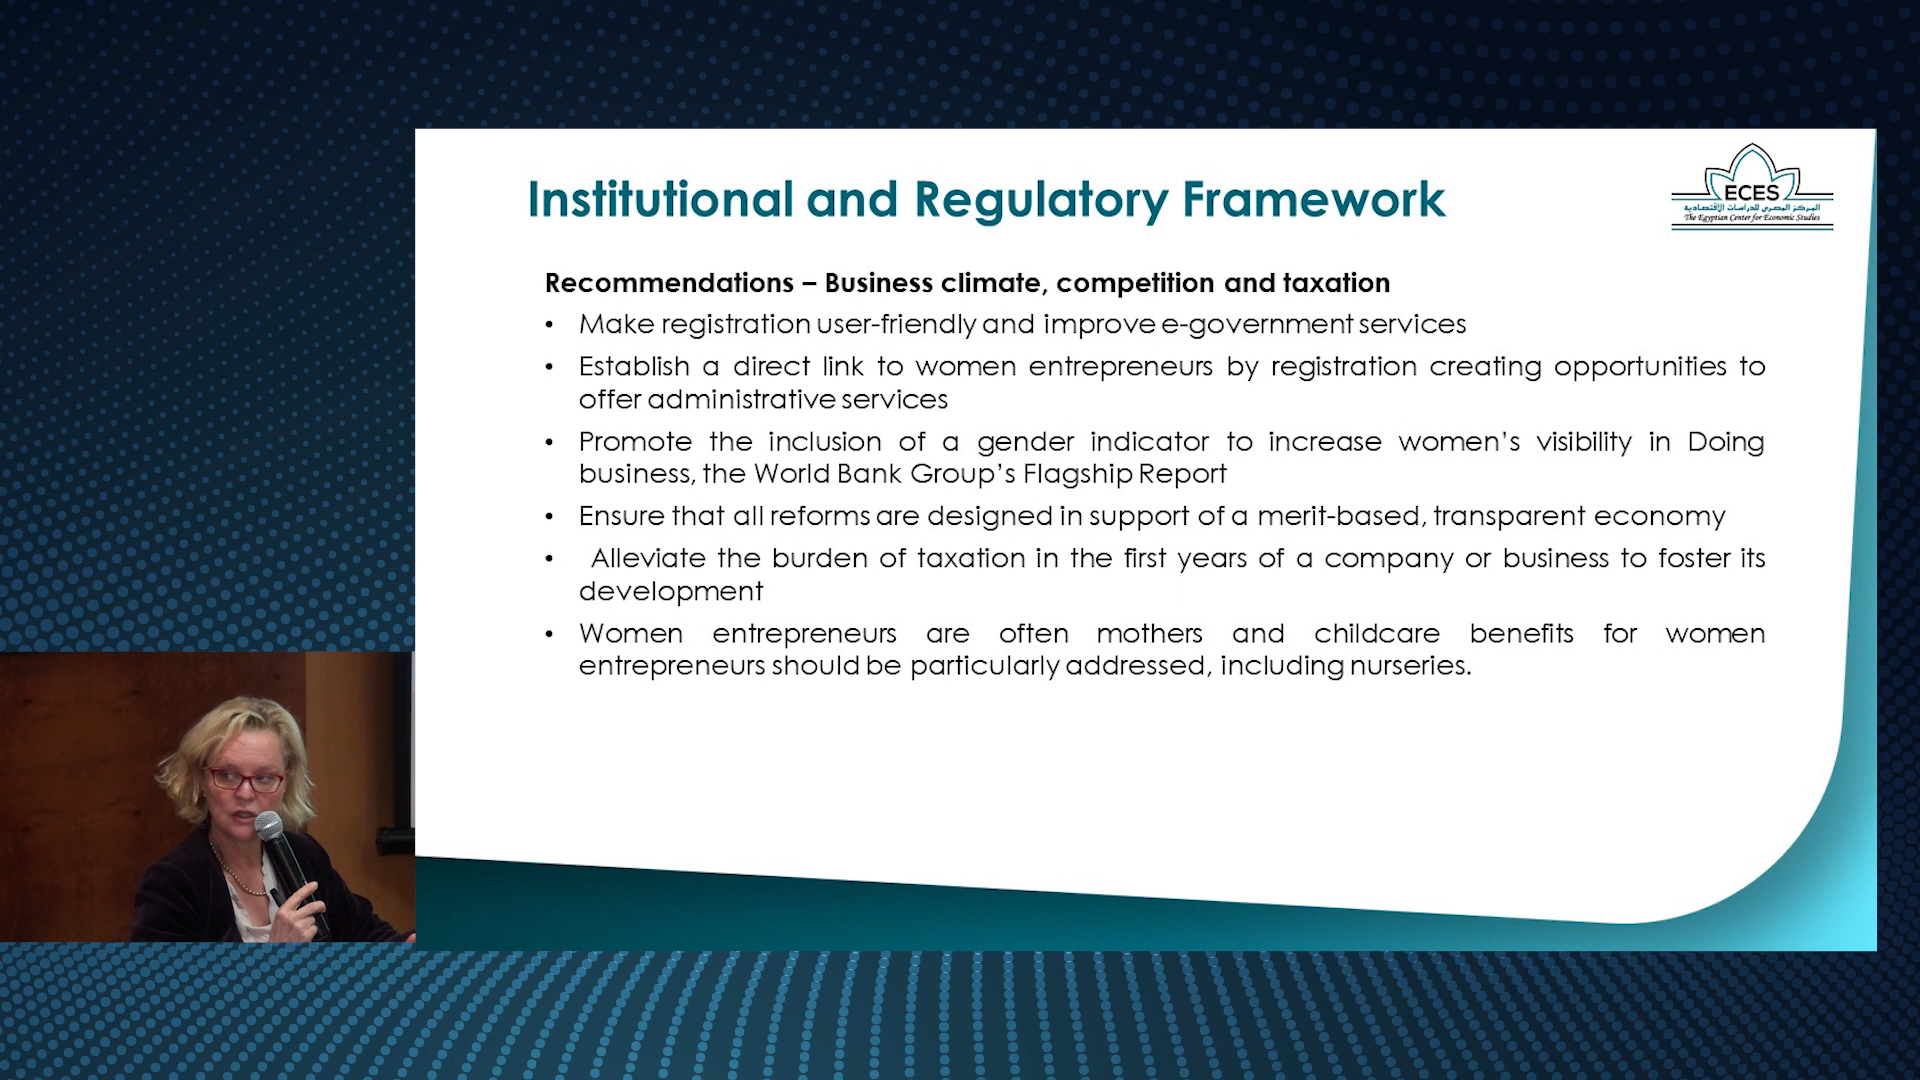 Institutional and Regulatory Framework
ECES
المركز المصري للدراسات الاقتصادية
The Egyptian Center for Economic Studies
Recommendations – Business climate, competition and taxation
• Make registration user-friendly and improve e-government services
• Establish a direct link to women entrepreneurs by registration creating opportunities to
offer administrative services
• Promote the inclusion of a gender indicator to increase women’s visibility in Doing
business, the World Bank Group’s Flagship Report
• Ensure that all reforms are designed in support of a merit-based, transparent economy
• Alleviate the burden of taxation in the first years of a company or business to foster its
development
• Women entrepreneurs are often mothers and childcare benefits for women
entrepreneurs should be particularly addressed, including nurseries.